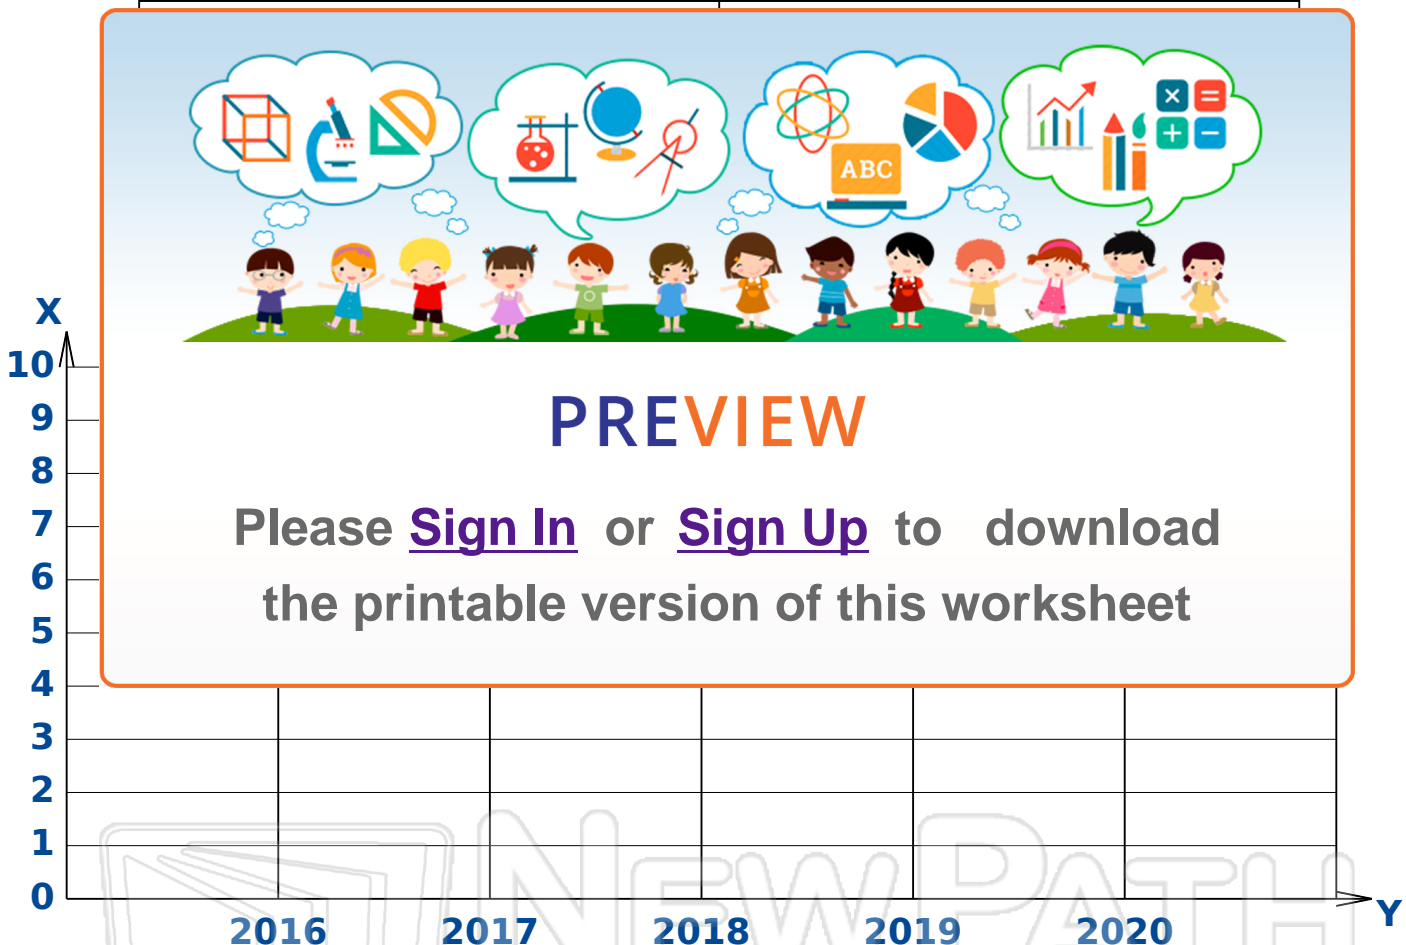 ABC
X
10
9
8
7
6
5
4
3
2
1
0
PREVIEW
Please Sign In or Sign Up to download
the printable version of this worksheet
2016 2017 2018 2019 2020
Y
NEWPATH